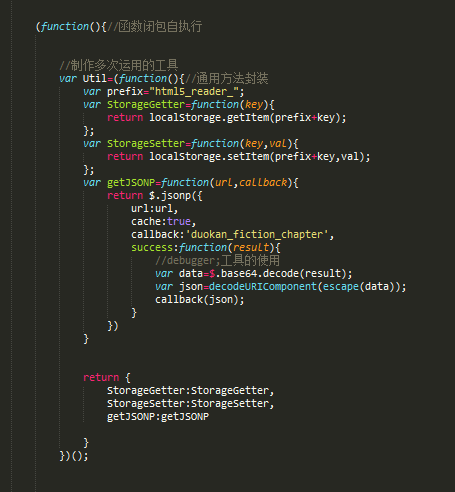 (function(){//函数闭包自执行
//制作多次运用的工具
var Util=(function(){//通用方法封装
var prefix="html5_reader_";
var StorageGetter=function(key){
return localStorage.getItem(prefix+key);
};
var StorageSetter=function(key,val){
return localStorage.setItem(prefix+key,val);
};
var getJSONP=function(url,callback){
return $.jsonp({
url:url,
cache:true,
callback:'duokan_fiction_chapter',
success:function(result){
//debugger;工具的使用
var data=$.base64.decode(result);
var json=decodeURIComponent(escape(data));
callback(json);
}
})
}
return {
StorageGetter:StorageGetter,
StorageSetter:StorageSetter,
getJSONP:getJSONP
}
})();